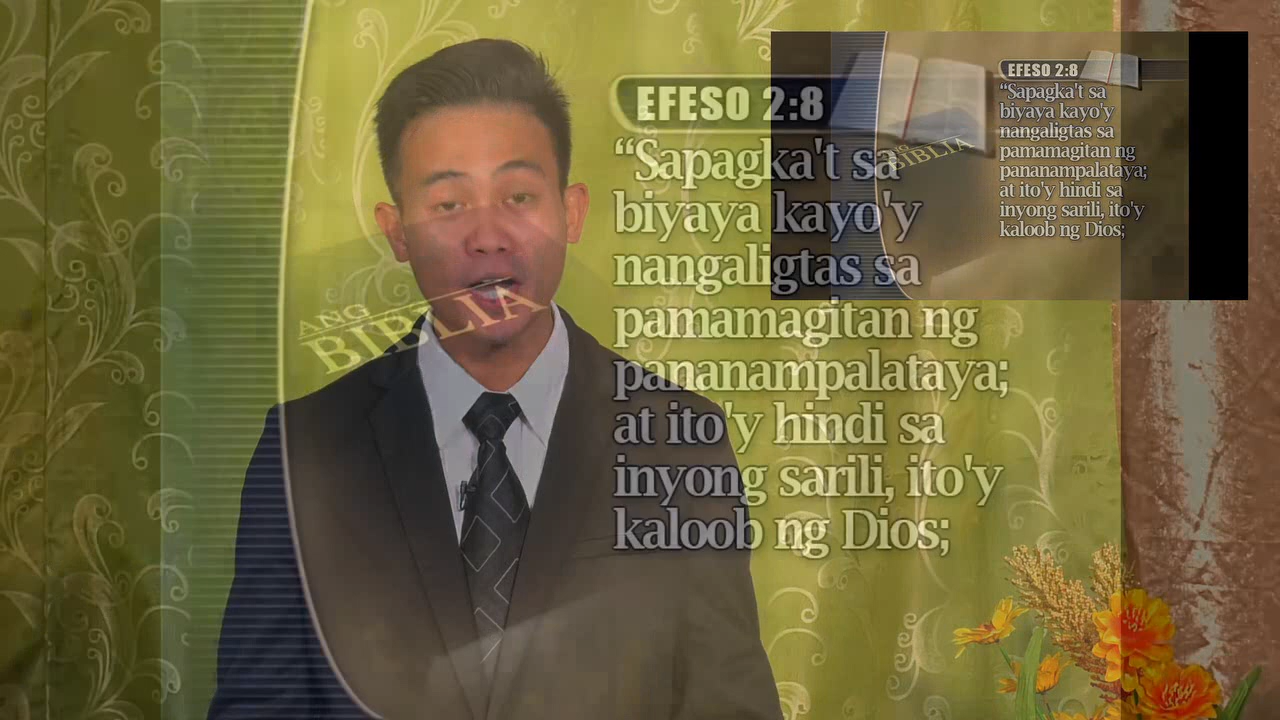 EFESO 2:8
“Sapagka't sa
biyaya kayo'y
nangaligtas sa
pamamagitan ng
pananampalataya;
at ito'y hindi sa
inyong sarili, ito'y
kaloob ng Dios;
ANG
BIBLIA
EFESO 2:8
“Sapagka't sa
biyaya kayo'y
nangaligtas sa
pamamagitan ng
pananampalataya;
at ito'y hindi sa
inyong sarili, ito'y
kaloob ng Dios;
ANG
BIBLIA